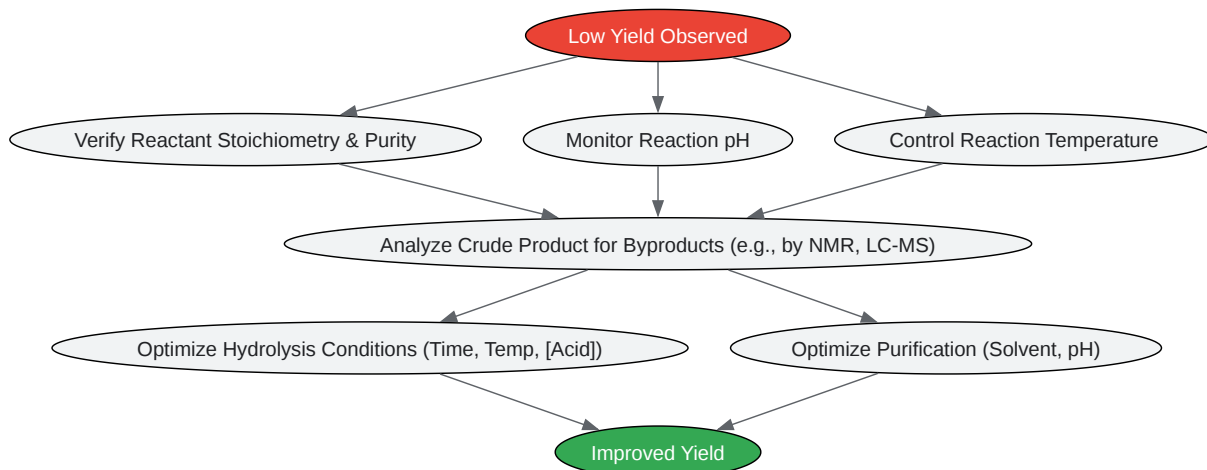 Low Yield Observed
Verify Reactant Stoichiometry & Purity
Monitor Reaction pH
Control Reaction Temperature
Analyze Crude Product for Byproducts (e.g., by NMR, LC-MS)
Optimize Hydrolysis Conditions (Time, Temp, [Acid])
Optimize Purification (Solvent, pH)
Improved Yield